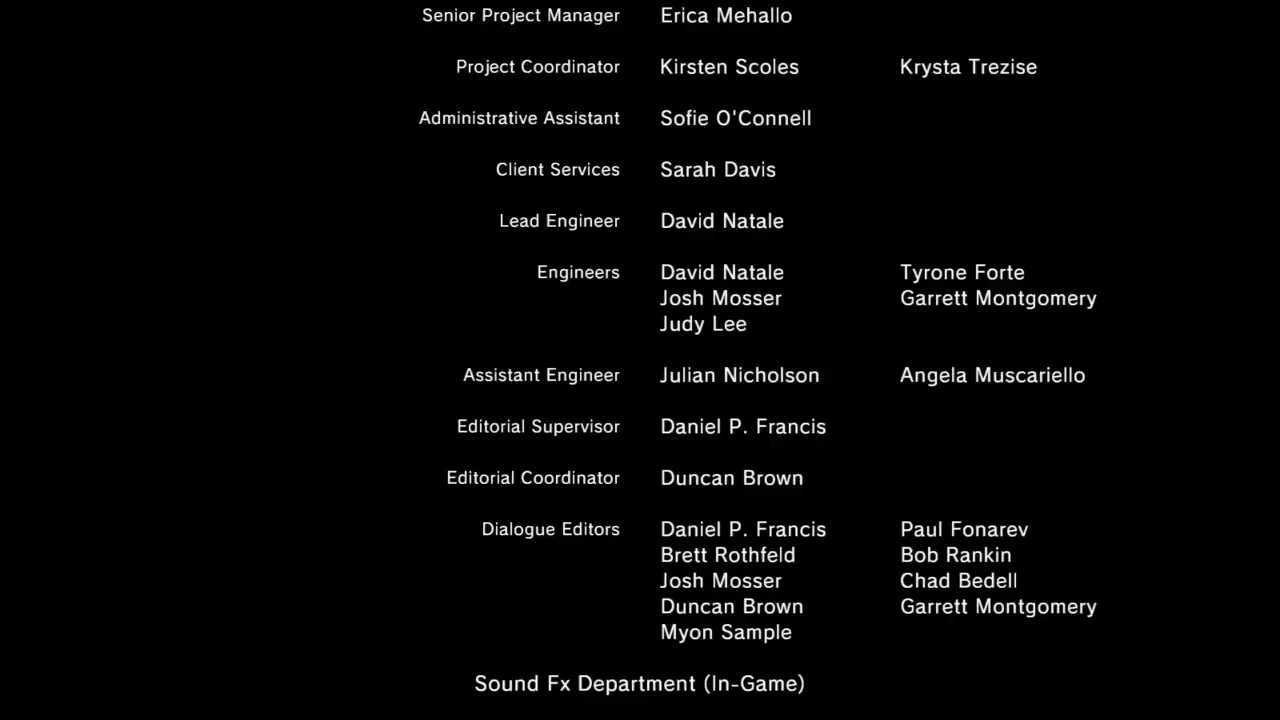 Senior Project Manager Erica Mehallo
Project Coordinator Kirsten Scoles Krysta Trezise
Administrative Assistant Sofie O'Connell
Client Services Sarah Davis
Lead Engineer David Natale
Engineers David Natale Tyrone Forte
Josh Mosser Garrett Montgomery
Judy Lee
Assistant Engineer Julian Nicholson Angela Muscariello
Editorial Supervisor Daniel P. Francis
Editorial Coordinator Duncan Brown
Dialogue Editors Daniel P. Francis Paul Fonarev
Brett Rothfeld Bob Rankin
Josh Mosser Chad Bedell
Duncan Brown Garrett Montgomery
Myon Sample
Sound Fx Department (In-Game)